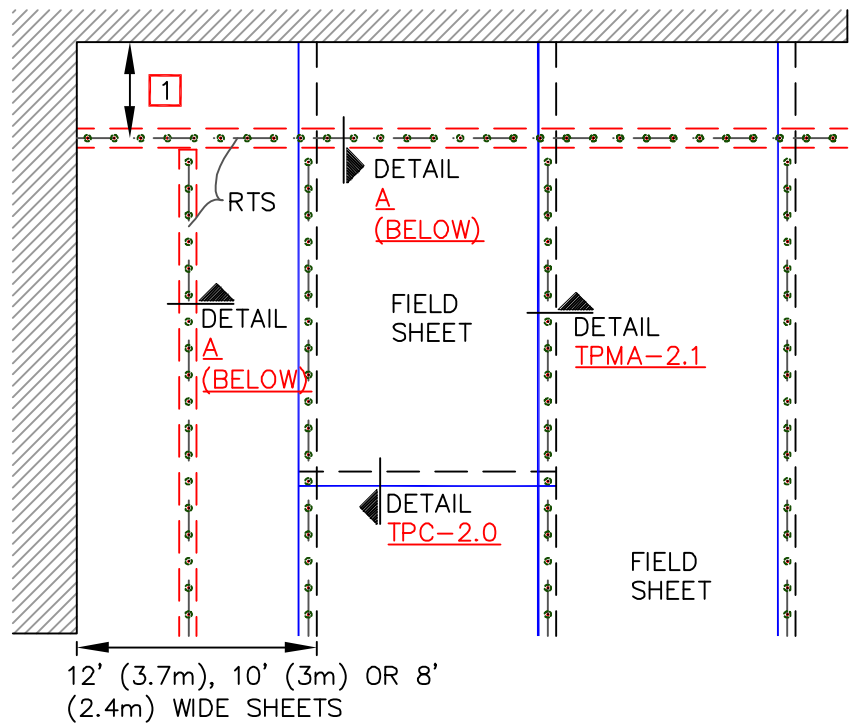 1
DETAIL
A
(BELOW)
RTS
DETAIL
A
(BELOW)
FIELD
SHEET
DETAIL
TPMA-2.1
DETAIL
TPC-2.0
FIELD
SHEET
12' (3.7m), 10' (3m) OR 8'
(2.4m) WIDE SHEETS